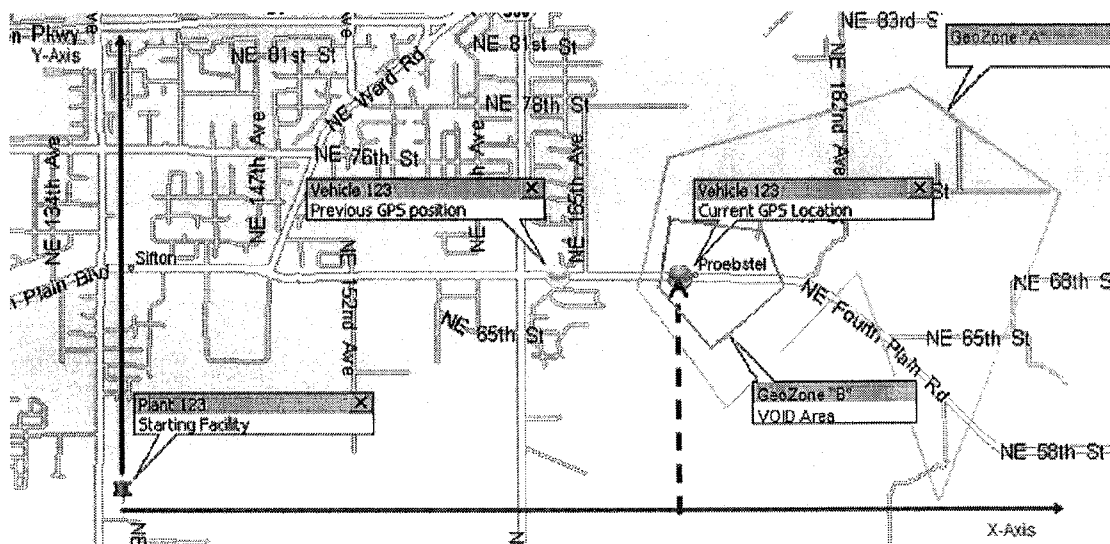 n Pkwy
Y-Axis
NE 81st St
NE Ward Rd
NE 81st St
NE 83rd St
GeoZone "A"
NE 78th St
NE 182nd Ave
NE 134th Ave
NE 147th Ave
NE 76th St
NE 165th Ave
St
Vehicle 123
Previous GPS position
Vehicle 123
Current GPS Location
Sifton
Proebstel
n Plain Blvd
NE 152nd Ave
NE 65th St
NE Fourth Plain Rd
NE 68th St
NE 65th St
Plant 123
Starting Facility
GeoZone "B"
VOID Area
NE 58th St
NE
X-Axis